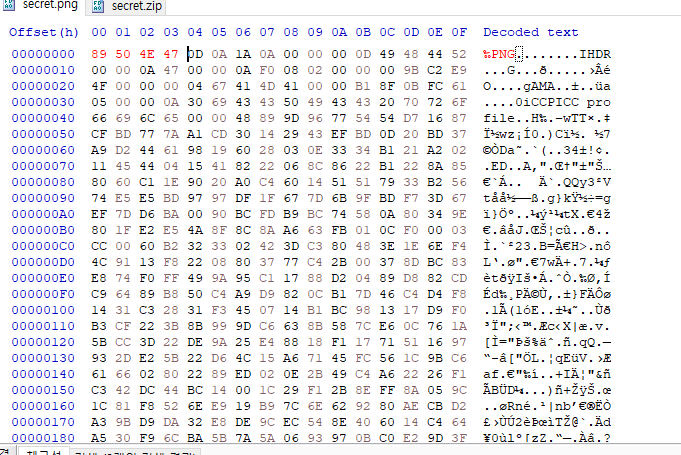 secret.png secret.zip
Offset(h) 00 01 02 03 04 05 06 07 08 09 0A 0B 0C 0D 0E 0F Decoded text
00000000 89 50 4E 47 0D 0A 1A 0A 00 00 00 0D 49 48 44 52 ‰PNG........IHDR
00000010 00 00 0A 47 00 00 0A F0 08 02 00 00 00 9B C2 E9 ...G...ð.....›Âé
00000020 4F 00 00 00 04 67 41 4D 41 00 00 B1 8F 0B FC 61 O....gAMA..±..üa
00000030 05 00 00 0A 30 69 43 43 50 49 43 43 20 70 72 6F ....0iCCPICC pro
00000040 66 69 6C 65 00 00 48 89 9D 96 77 54 54 D7 16 87 file..H‰.–wTT×.‡
00000050 CF BD 77 7A A1 CD 30 14 29 43 EF BD 0D 20 BD 37 Ï½wz¡Í0.)Cï½. ½7
00000060 A9 D2 44 61 98 19 60 28 03 0E 33 34 B1 21 A2 02 ©ÒDa˜.`(..34±!¢.
00000070 11 45 44 04 15 41 82 22 06 8C 86 22 B1 22 8A 85 .ED..A‚".Œ†"±"Š…
00000080 80 60 C1 1E 90 20 A0 C4 60 14 51 51 79 33 B2 56 €`Á..  Ä`.QQy3²V
00000090 74 E5 E5 BD 97 97 DF 1F 67 7D 6B 9F BD F7 3D 67 tåå½——ß.g}kŸ½÷=g
000000A0 EF 7D D6 BA 00 90 BC FD B9 BC 74 58 0A 80 34 9E ï}Öº..¼ý¹¼tX.€4ž
000000B0 80 1F E2 E5 4A 8F 8C 8A A6 63 FB 01 0C F0 00 03 €.âåJ.ŒŠ¦cû..ð..
000000C0 CC 00 60 B2 32 33 02 42 3D C3 80 48 3E 1E 6E F4 Ì.`²23.B=Ã€H>.nô
000000D0 4C 91 13 F8 22 08 80 37 77 C4 2B 00 37 8D BC 83 L‘.ø".€7wÄ+.7.¼ƒ
000000E0 E8 74 F0 FF 49 9A 95 C1 17 88 D2 04 89 D8 82 CD ètðÿIš•Á.ˆÒ.‰Ø‚Í
000000F0 C9 64 89 B8 50 C4 A9 D9 82 0C B1 7D 46 C4 D4 F8 Éd‰¸PÄ©Ù‚.±}FÄÔø
00000100 14 31 C3 28 31 F3 45 07 14 B1 BC 98 13 17 D9 F0 .1Ã(1óE..±¼˜..Ùð
00000110 B3 CF 22 3B 8B 99 9D C6 63 8B 58 7C E6 0C 76 1A ³Ï";‹™.Æc‹X|æ.v.
00000120 5B CC 3D 22 DE 9A 25 E4 88 18 F1 17 71 51 16 97
00000130 93 2D E2 5B 22 D6 4C 15 A6 71 45 FC 56 1C 9B C6
00000140 61 66 02 80 22 89 ED 02 0E 2B 49 C4 A6 22 26 F1
00000150 C3 42 DC 44 BC 14 00 1C 29 F1 2B 8E FF 8A 05 9C
00000160 1C 81 F8 52 6E E9 19 B9 7C 6E 62 92 80 AE CB D2
00000170 A3 9B D9 DA 32 E8 DE 9C EC 54 8E 40 60 14 C4 64
00000180 A5 30 F9 6C BA 5B 7A 5A 06 93 97 0B C0 E2 9D 3F